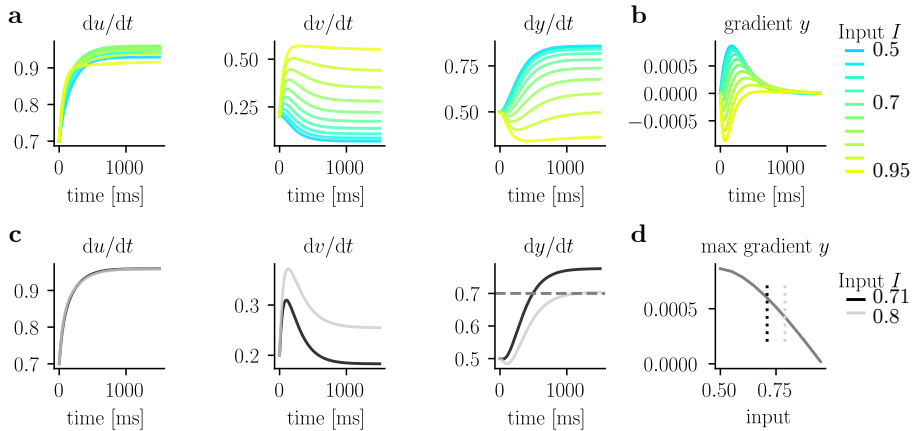 a
du/dt
dv/dt
dy/dt
b
gradient y
Input I
0.9
0.8
0.7
0
1000
time [ms]
0.50
0.25
0
1000
time [ms]
0.75
0.50
0
1000
time [ms]
0.0005
0.0000
−0.0005
0
1000
time [ms]
0.5
0.7
0.95
c
du/dt
dv/dt
dy/dt
d
max gradient y
Input I
0.9
0.8
0.7
0
1000
time [ms]
0.3
0.2
0
1000
time [ms]
0.7
0.6
0.5
0
1000
time [ms]
0.0005
0.0000
0.50
0.75
input
0.71
0.8